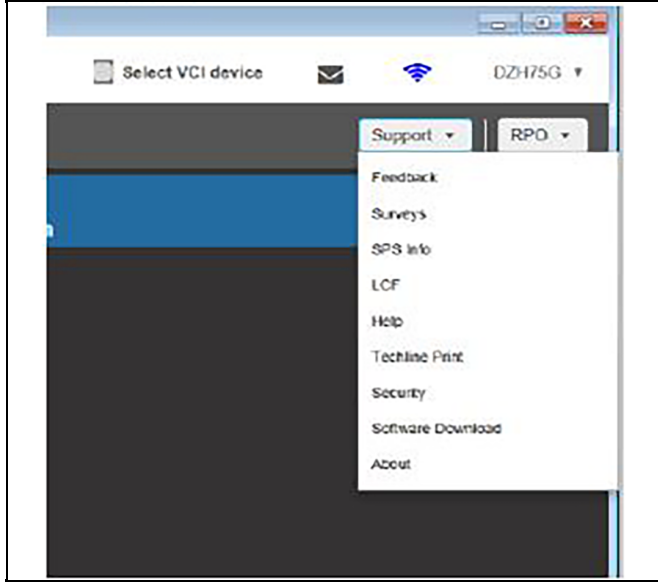 Select VCI device DZH75G
Support RPO
Feedback
Surveys
SPS Info
LCF
Help
Techline Print
Security
Software Download
About